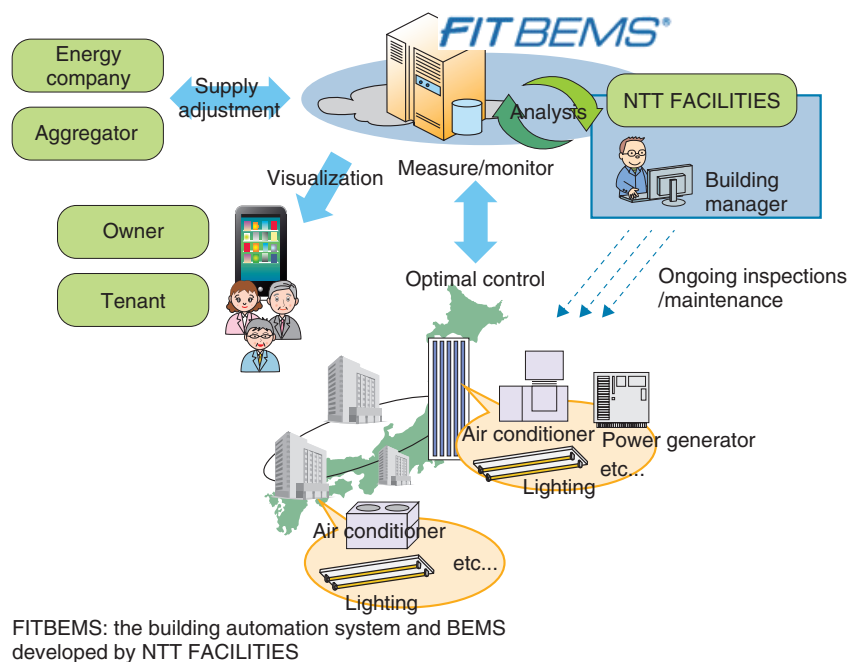 FIT BEMS®
Energy
company
Aggregator
Supply
adjustment
Analysis
NTT FACILITIES
Building
manager
Visualization
Measure/monitor
Owner
Tenant
Optimal control
Ongoing inspections
/maintenance
Air conditioner
Power generator
Lighting
etc...
Air conditioner
etc...
Lighting
FITBEMS: the building automation system and BEMS
developed by NTT FACILITIES